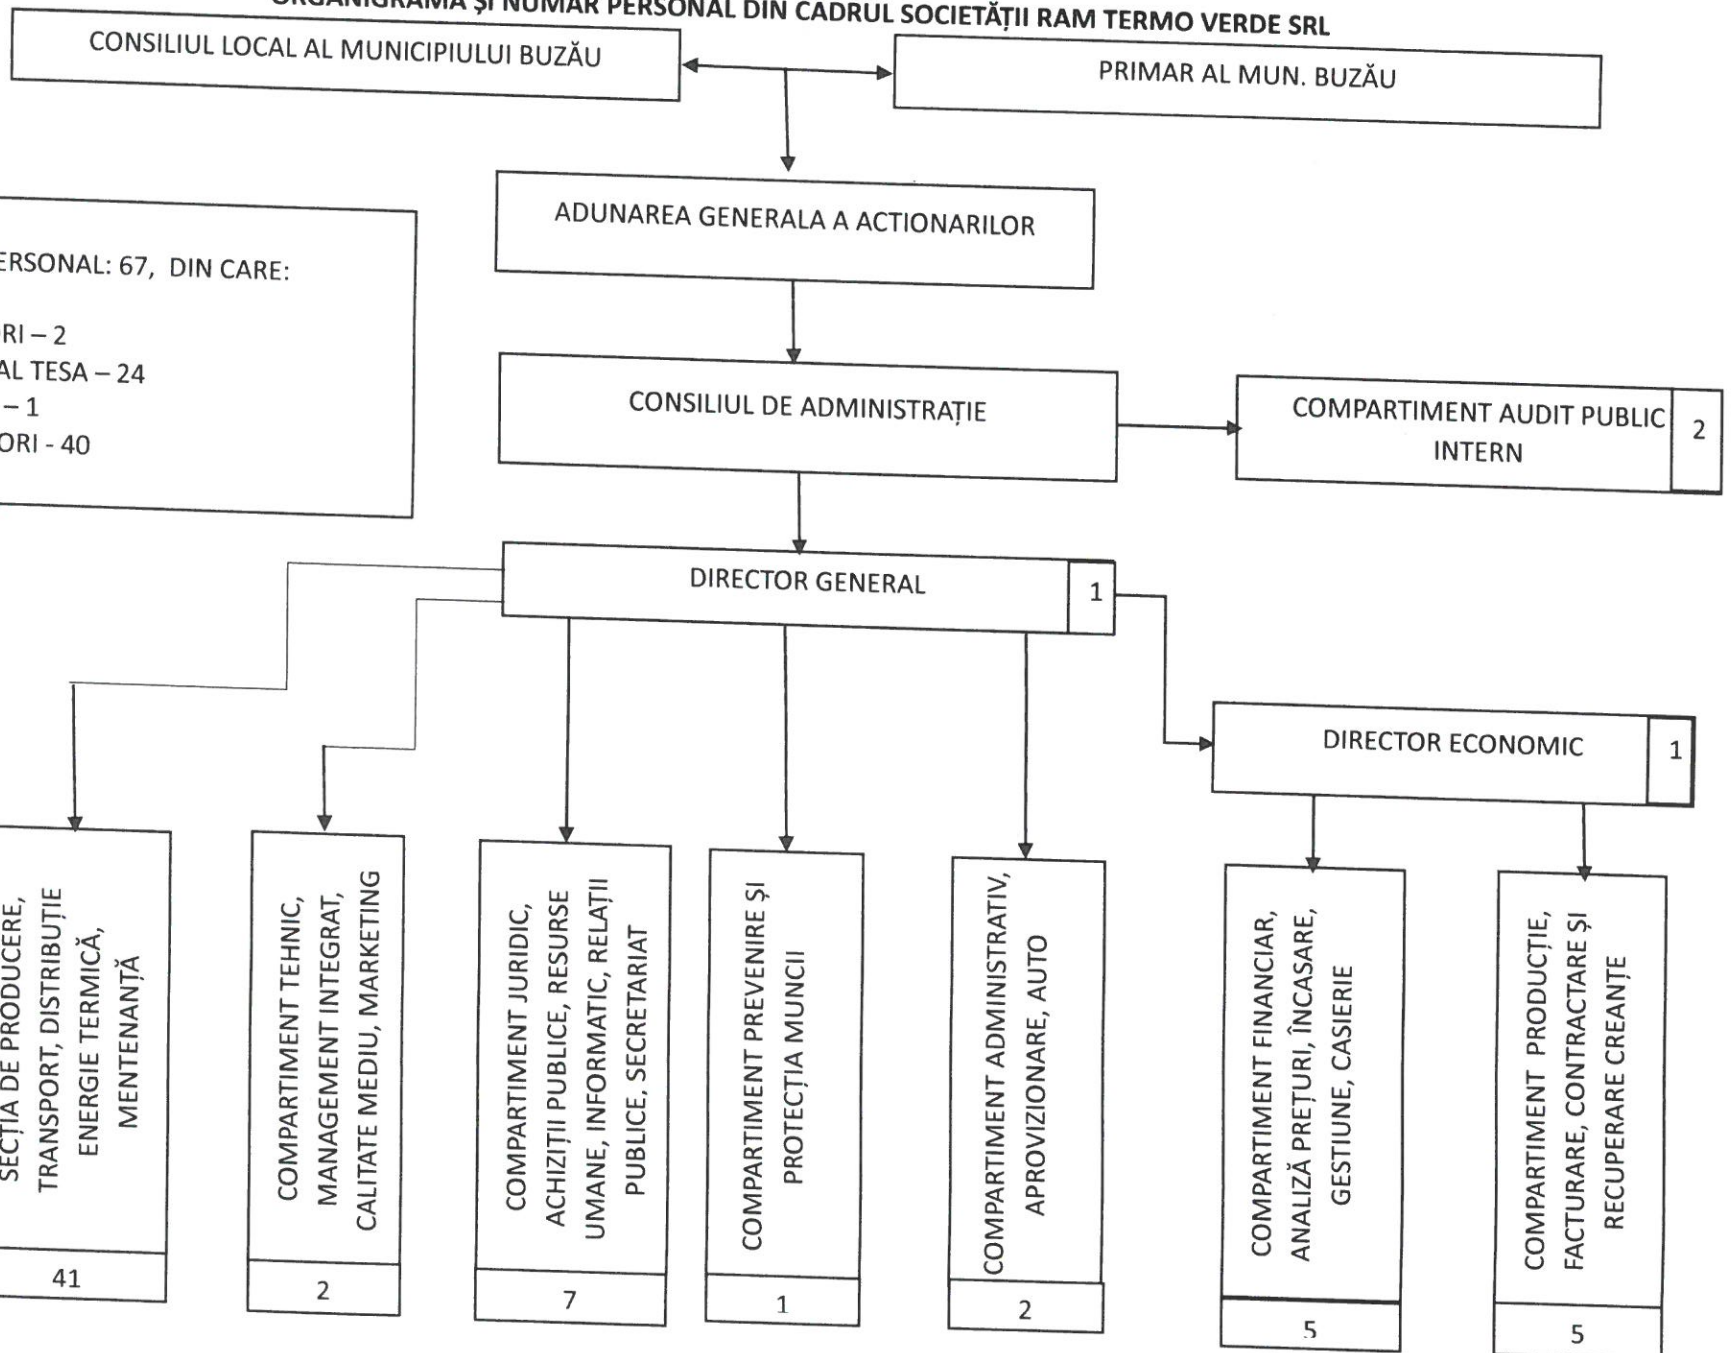 ORGANIGRAMA ȘI NUMĂR PERSONAL DIN CADRUL SOCIETĂȚII RAM TERMO VERDE SRL
CONSILIUL LOCAL AL MUNICIPIULUI BUZĂU
PRIMAR AL MUN. BUZĂU
ADUNAREA GENERALA A ACTIONARILOR
ERSONAL: 67, DIN CARE:
RI – 2
AL TESA – 24
– 1
ORI - 40
CONSILIUL DE ADMINISTRAȚIE
COMPARTIMENT AUDIT PUBLIC
INTERN
2
DIRECTOR GENERAL
1
DIRECTOR ECONOMIC
1
SECȚIA DE PRODUCERE,
TRANSPORT, DISTRIBUȚIE
ENERGIE TERMICĂ,
MENTENANȚĂ
41
COMPARTIMENT TEHNIC,
MANAGEMENT INTEGRAT,
CALITATE MEDIU, MARKETING
2
COMPARTIMENT JURIDIC,
ACHIZIȚII PUBLICE, RESURSE
UMANE, INFORMATIC, RELAȚII
PUBLICE, SECRETARIAT
7
COMPARTIMENT PREVENIRE ȘI
PROTECȚIA MUNCII
1
COMPARTIMENT ADMINISTRATIV,
APROVIZIONARE, AUTO
2
COMPARTIMENT FINANCIAR,
ANALIZĂ PREȚURI, ÎNCASARE,
GESTIUNE, CASIERIE
5
COMPARTIMENT PRODUCȚIE,
FACTURARE, CONTRACTARE ȘI
RECUPERARE CREANȚE
5